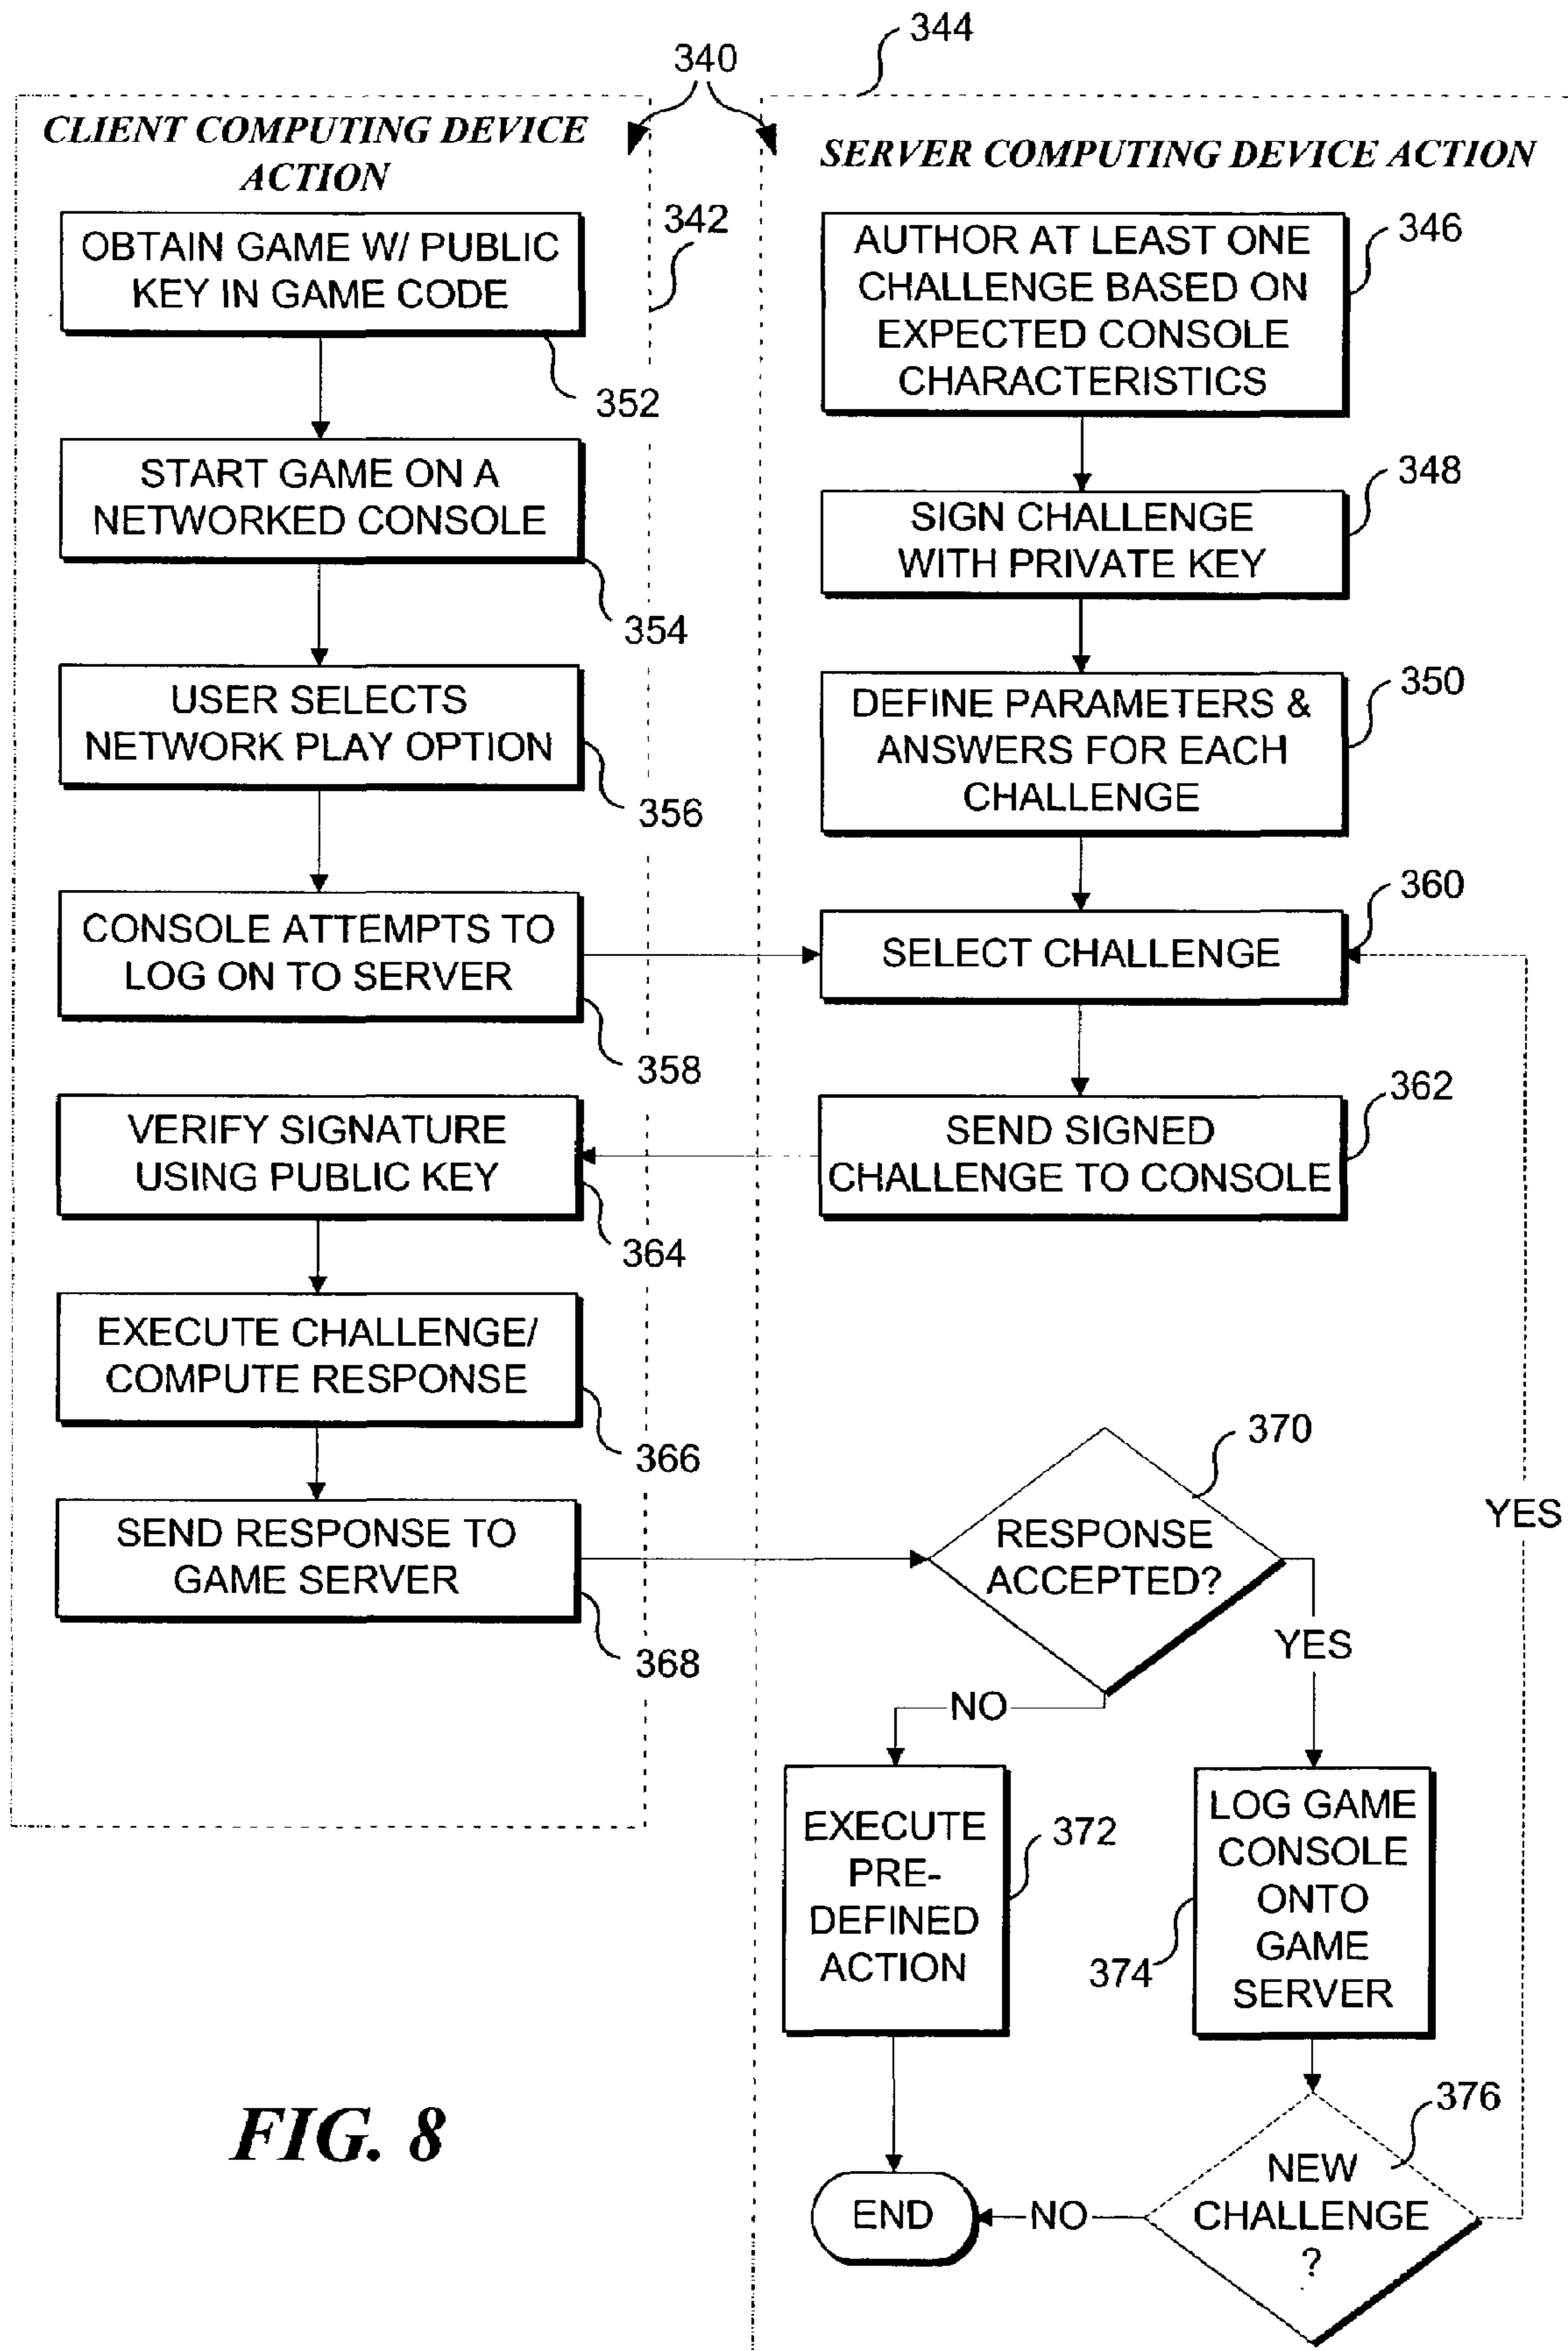 344
340
CLIENT COMPUTING DEVICE
ACTION
SERVER COMPUTING DEVICE ACTION
342
OBTAIN GAME W/ PUBLIC
KEY IN GAME CODE
352
START GAME ON A
NETWORKED CONSOLE
354
USER SELECTS
NETWORK PLAY OPTION
356
CONSOLE ATTEMPTS TO
LOG ON TO SERVER
358
VERIFY SIGNATURE
USING PUBLIC KEY
364
EXECUTE CHALLENGE/
COMPUTE RESPONSE
366
SEND RESPONSE TO
GAME SERVER
368
AUTHOR AT LEAST ONE
CHALLENGE BASED ON
EXPECTED CONSOLE
CHARACTERISTICS
346
SIGN CHALLENGE
WITH PRIVATE KEY
348
DEFINE PARAMETERS &
ANSWERS FOR EACH
CHALLENGE
350
SELECT CHALLENGE
360
SEND SIGNED
CHALLENGE TO CONSOLE
362
RESPONSE
ACCEPTED?
370
YES
YES
NO
EXECUTE
PRE-
DEFINED
ACTION
372
LOG GAME
CONSOLE
ONTO
GAME
SERVER
374
NEW
CHALLENGE
?
376
NO
END
FIG. 8